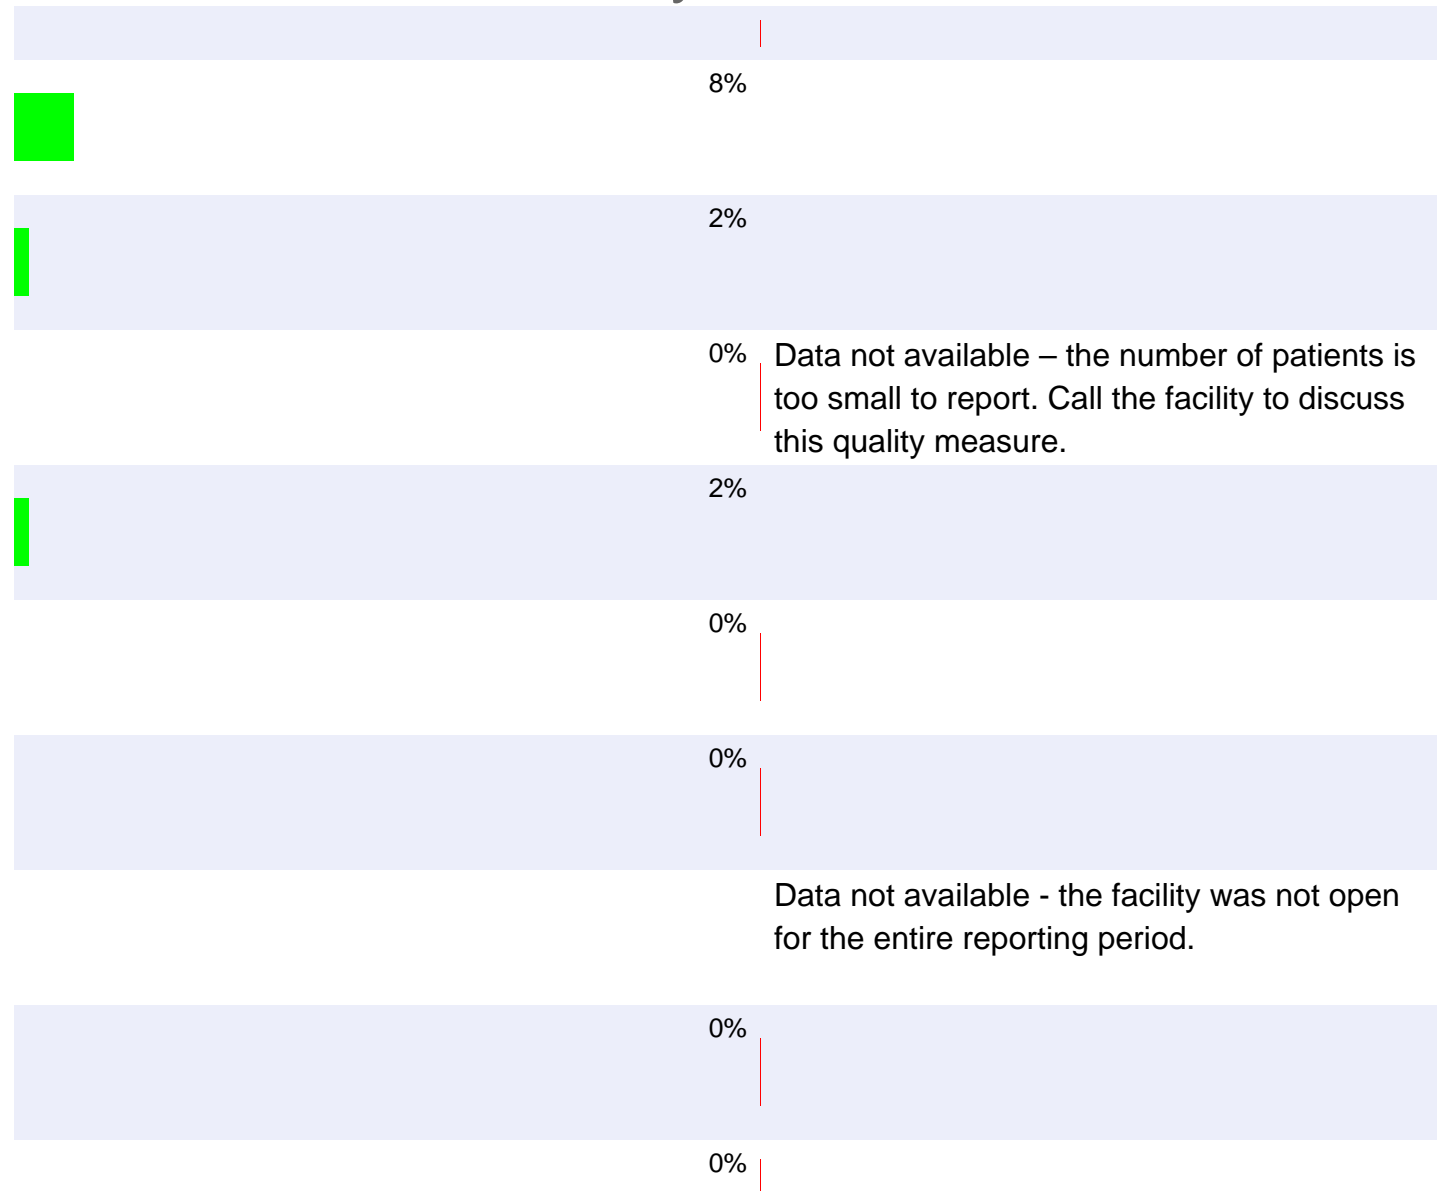 8%
2%
0%
Data not available – the number of patients is
too small to report. Call the facility to discuss
this quality measure.
2%
0%
0%
Data not available - the facility was not open
for the entire reporting period.
0%
0%